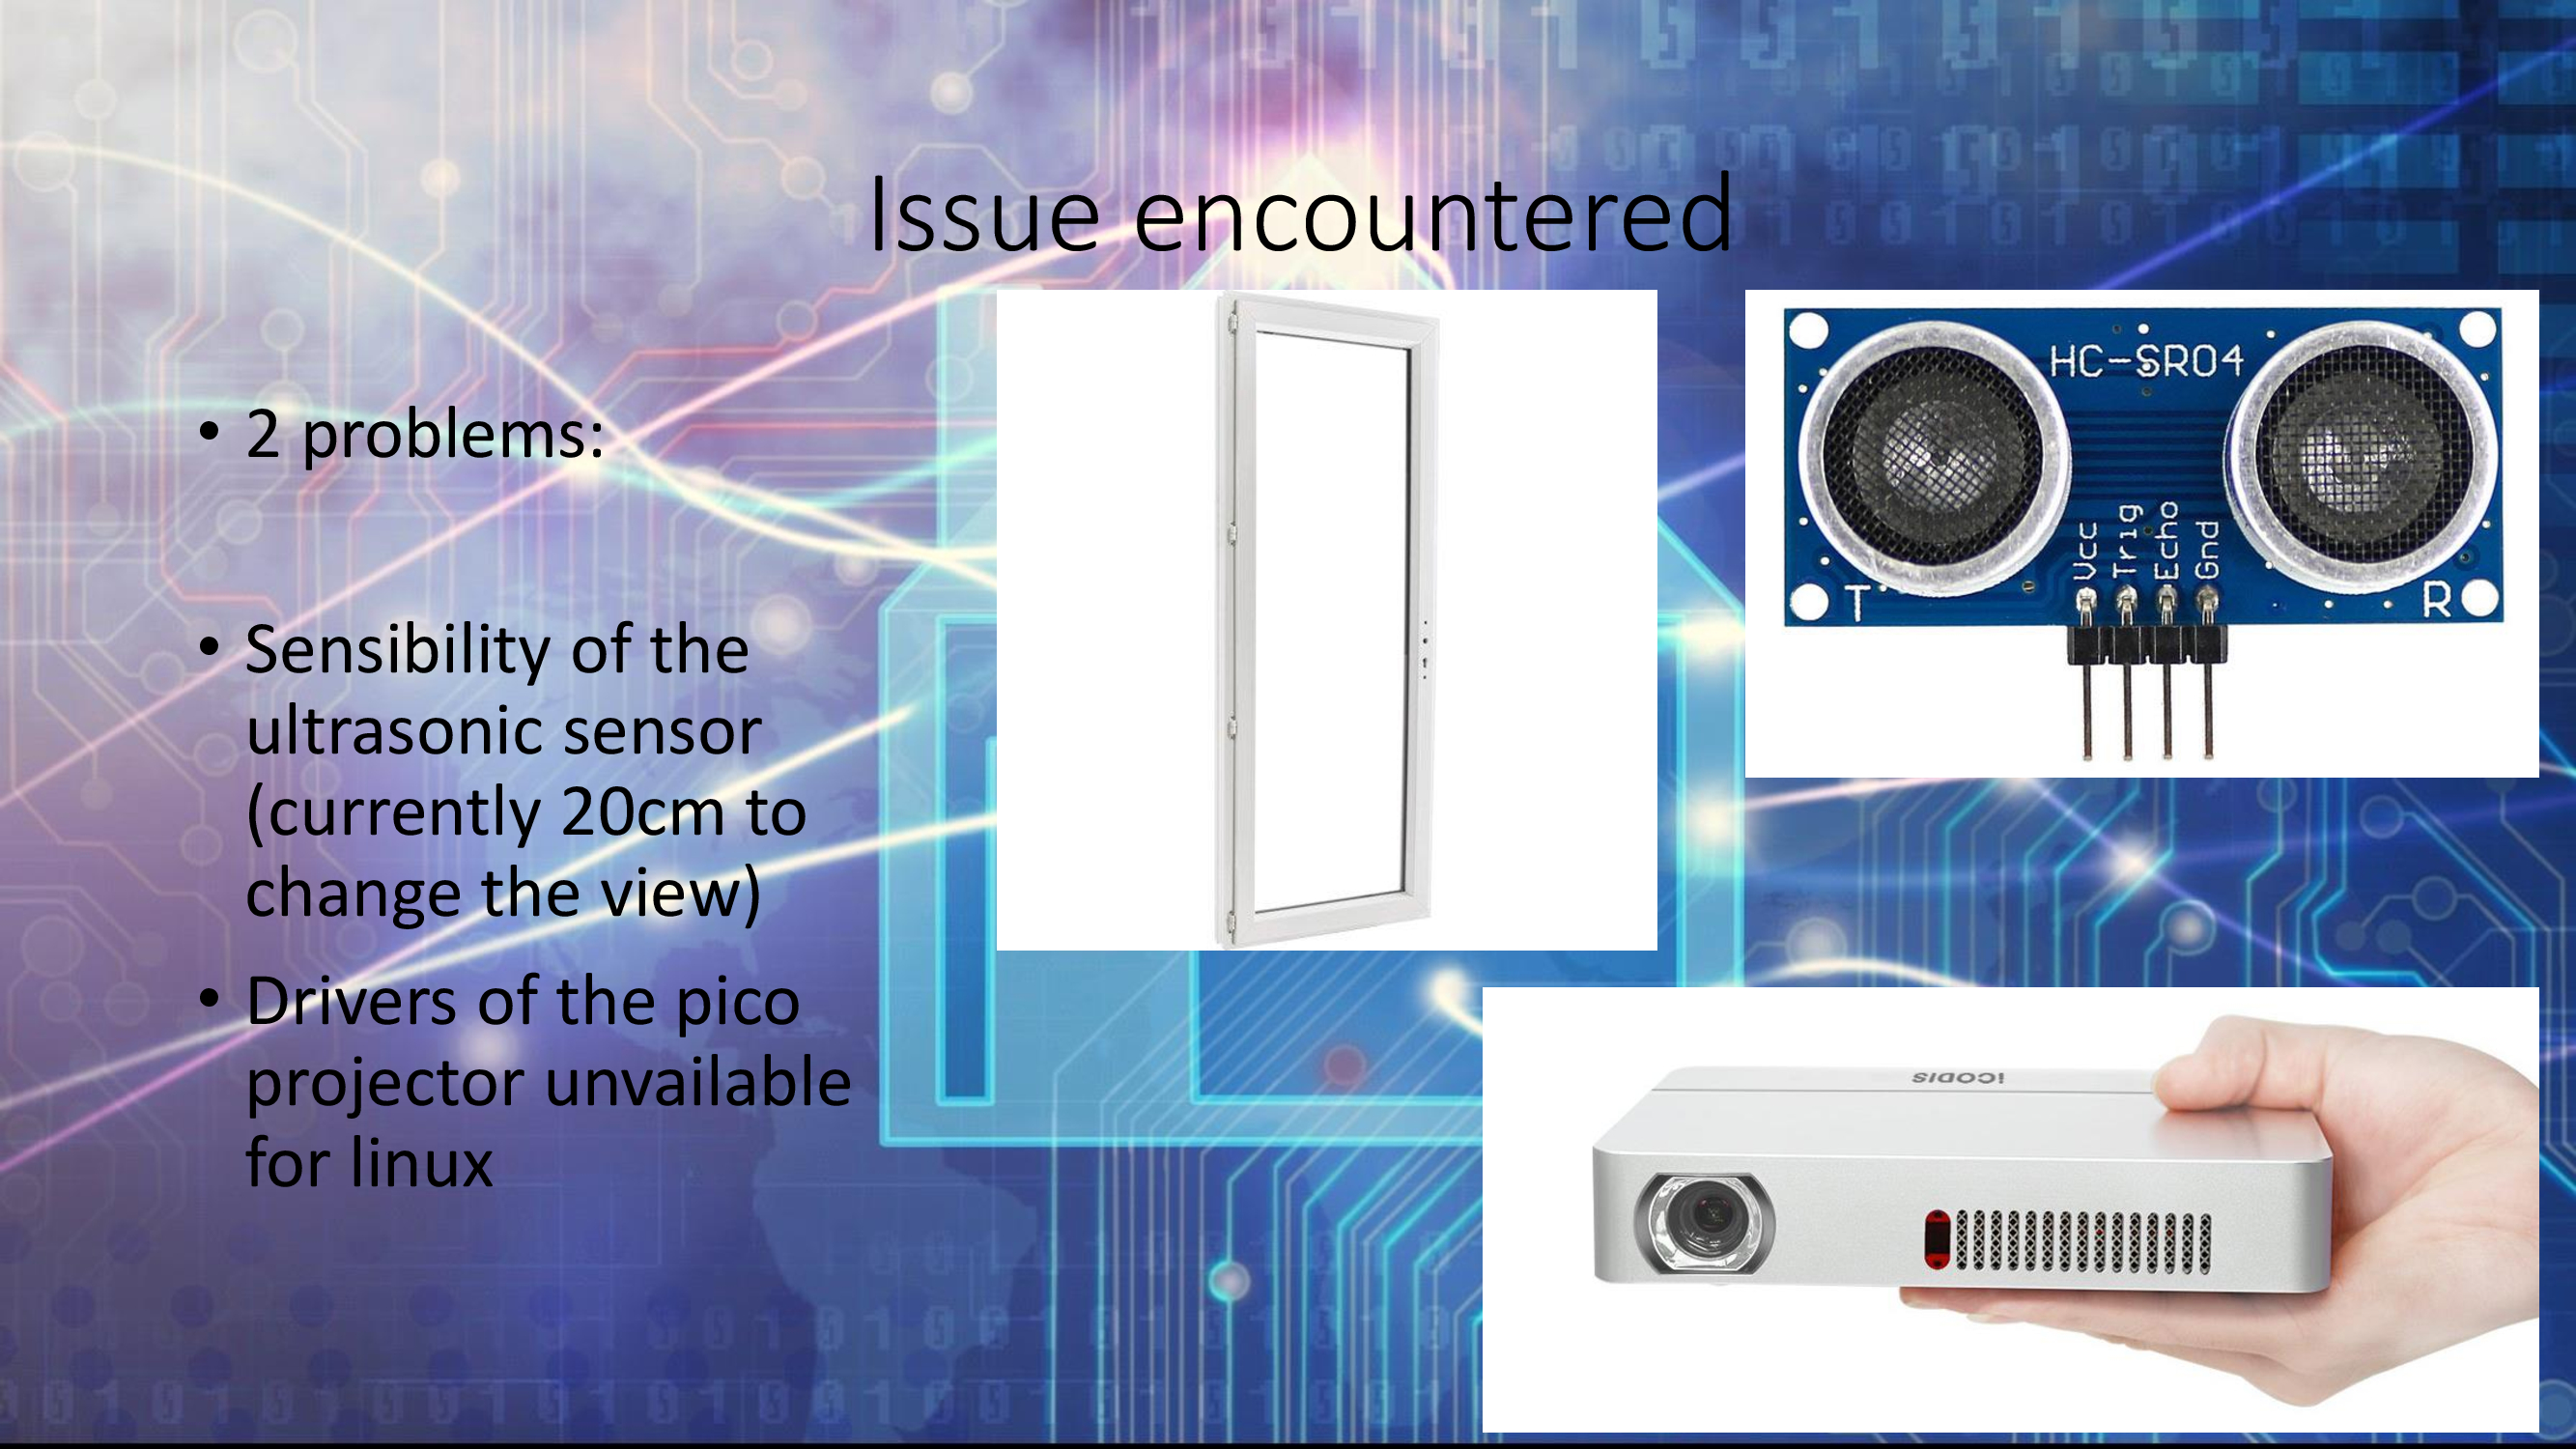 Issue encountered
• 2 problems:
• Sensibility of the
ultrasonic sensor
(currently 20cm to
change the view)
• Drivers of the pico
projector unvailable
for linux
HC-SR04
Vcc
Trig
Echo
Gnd
T
R
iCODIS